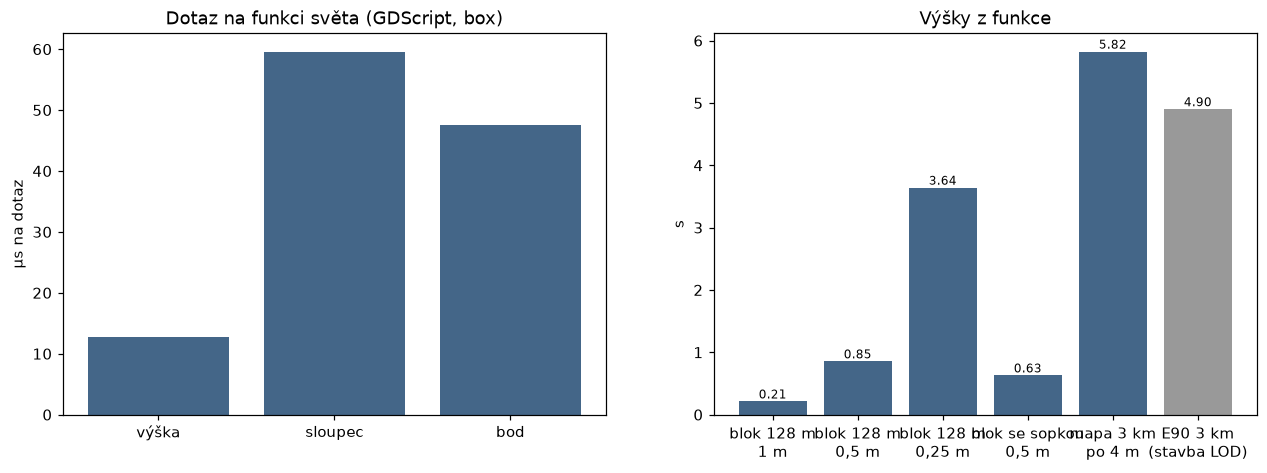 Dotaz na funkci světa (GDScript, box)
µs na dotaz
60
50
40
30
20
10
0
výška
sloupec
bod
Výšky z funkce
s
6
5
4
3
2
1
0
0.21
0.85
3.64
0.63
5.82
4.90
blok 128 m
1 m
blok 128 m
0,5 m
blok 128 m
0,25 m
blok se sopkou
0,5 m
mapa 3 km
po 4 m
E90 3 km
(stavba LOD)